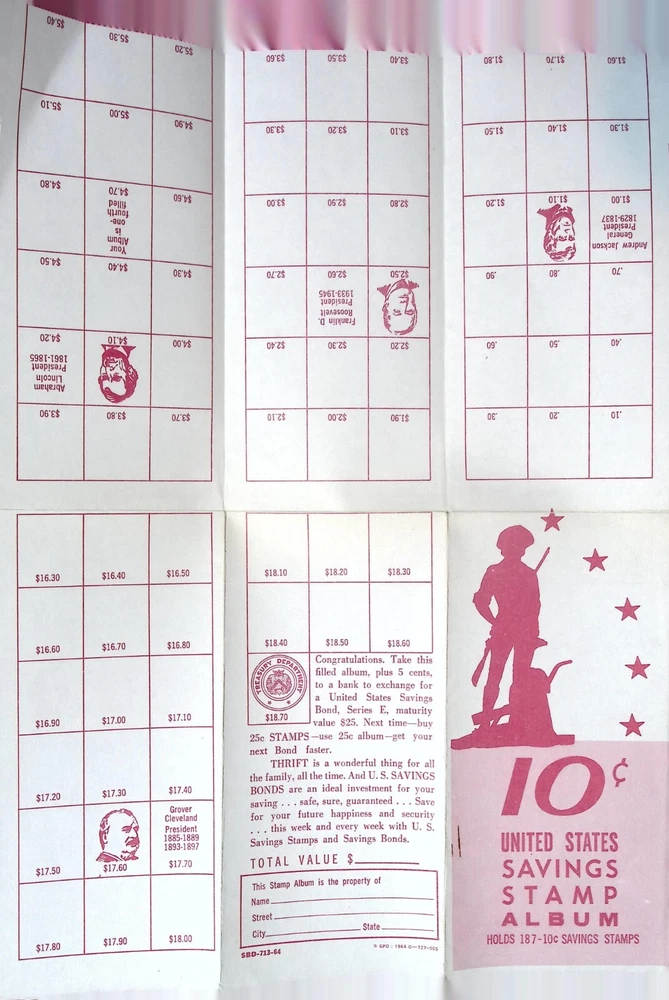 $5.40 $5.30 $5.20
$5.10 $5.00 $4.90
$4.80 $4.70 $4.60
Your
Album
is
one-
fourth
filled
$4.50 $4.40 $4.30
$4.20 $4.10 $4.00
Abraham
Lincoln
President
1861-1865
$3.90 $3.80 $3.70
$3.60 $3.50 $3.40
$3.30 $3.20 $3.10
$3.00 $2.90 $2.80
$2.70 $2.60 $2.50
Franklin D.
Roosevelt
President
1933-1945
$2.40 $2.30 $2.20
$2.10 $2.00 $1.90
$1.80 $1.70 $1.60
$1.50 $1.40 $1.30
$1.20 $1.10 $1.00
Andrew Jackson
General
President
1829-1837
.90 .80 .70
.60 .50 .40
.30 .20 .10
$16.30 $16.40 $16.50
$16.60 $16.70 $16.80
$16.90 $17.00 $17.10
$17.20 $17.30 $17.40
Grover
Cleveland
President
1885-1889
1893-1897
$17.50 $17.60 $17.70
$17.80 $17.90 $18.00
$18.10 $18.20 $18.30
$18.40 $18.50 $18.60
TREASURY DEPARTMENT
$18.70
Congratulations. Take this
filled album, plus 5 cents,
to a bank to exchange for
a United States Savings
Bond, Series E, maturity
value $25. Next time—buy
25c STAMPS—use 25c album—get your
next Bond faster.
THRIFT is a wonderful thing for all
the family, all the time. And U. S. SAVINGS
BONDS are an ideal investment for your
saving . . . safe, sure, guaranteed . . . Save
for your future happiness and security
. . . this week and every week with U. S.
Savings Stamps and Savings Bonds.
TOTAL VALUE $
This Stamp Album is the property of
Name
Street
City State
SBD-713-64
10¢
UNITED STATES
SAVINGS
STAMP
ALBUM
HOLDS 187-10c SAVINGS STAMPS